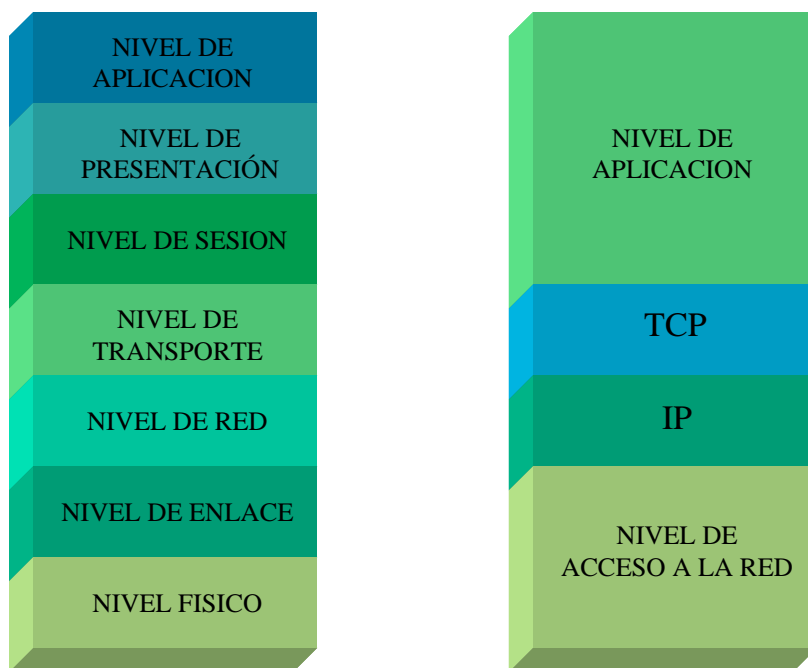 NIVEL DE
APLICACION
NIVEL DE
PRESENTACIÓN
NIVEL DE SESION
NIVEL DE
TRANSPORTE
NIVEL DE RED
NIVEL DE ENLACE
NIVEL FISICO
NIVEL DE
APLICACION
TCP
IP
NIVEL DE
ACCESO A LA RED